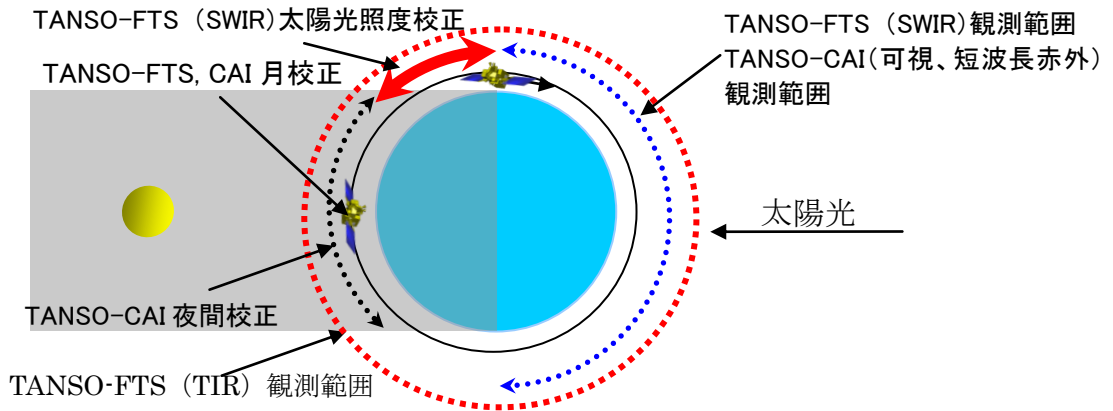 TANSO-FTS (SWIR)太陽光照度校正
TANSO-FTS, CAI 月校正
TANSO-FTS (SWIR)観測範囲
TANSO-CAI(可視、短波長赤外)
観測範囲
太陽光
TANSO-CAI 夜間校正
TANSO-FTS (TIR) 観測範囲